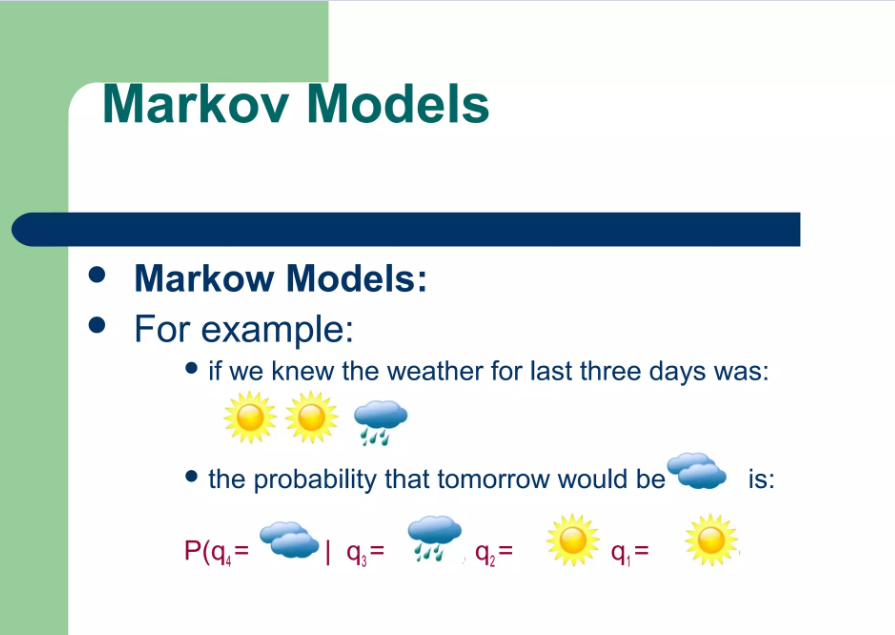 Markov Models
Markow Models:
For example:
if we knew the weather for last three days was:
the probability that tomorrow would be is:
P(q4= | q3= , q2= q1=